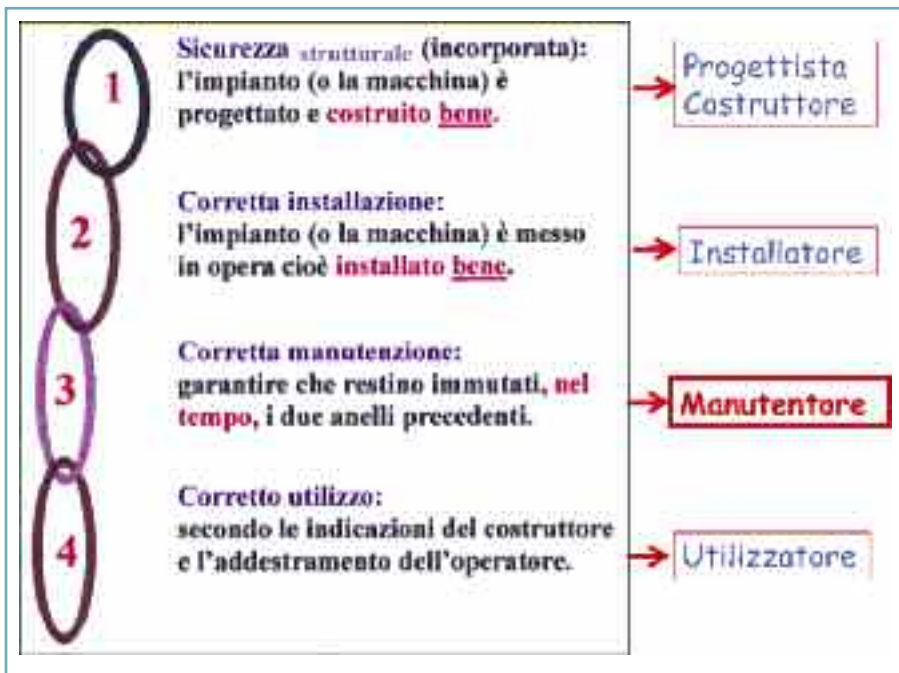 1
Sicurezza strutturale (incorporata):
l'impianto (o la macchina) è
progettato e costruito bene.
Progettista
Costruttore
2
Corretta installazione:
l'impianto (o la macchina) è messo
in opera cioè installato bene.
Installatore
3
Corretta manutenzione:
garantire che restino immutati, nel
tempo, i due anelli precedenti.
Manutentore
4
Corretto utilizzo:
secondo le indicazioni del costruttore
e l'addestramento dell'operatore.
Utilizzatore